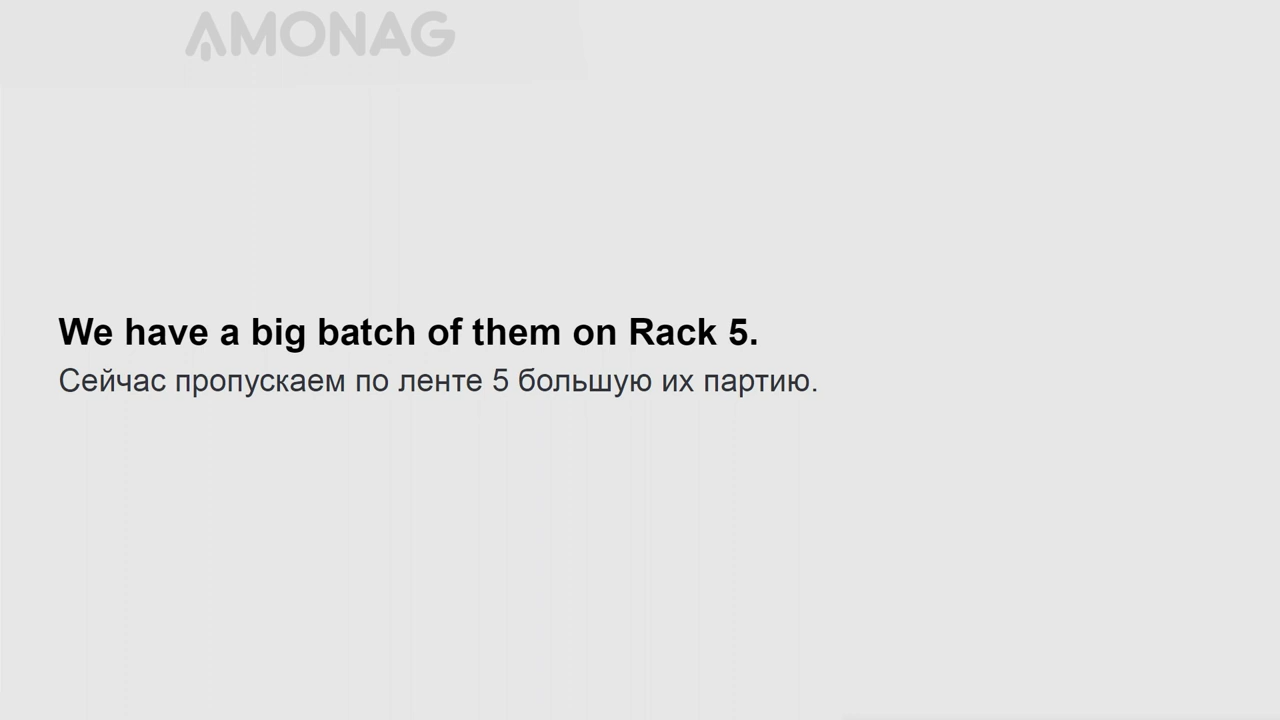 AMONAG
We have a big batch of them on Rack 5.
Сейчас пропускаем по ленте 5 большую их партию.